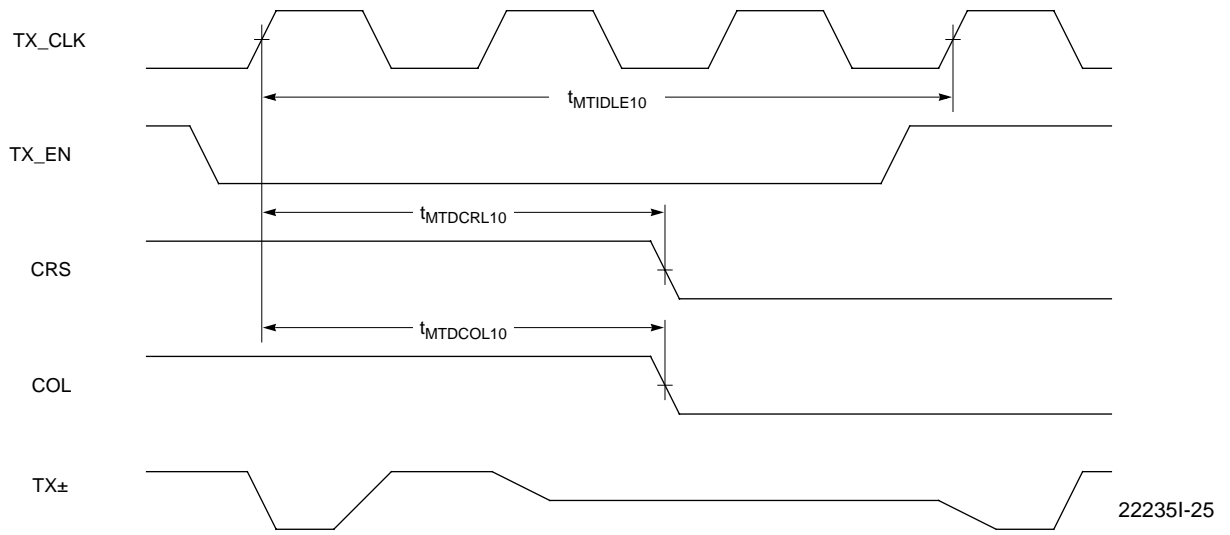 TX_CLK
tMTIDLE10
TX_EN
tMTDCRL10
CRS
tMTDCOL10
COL
TX±
22235I-25